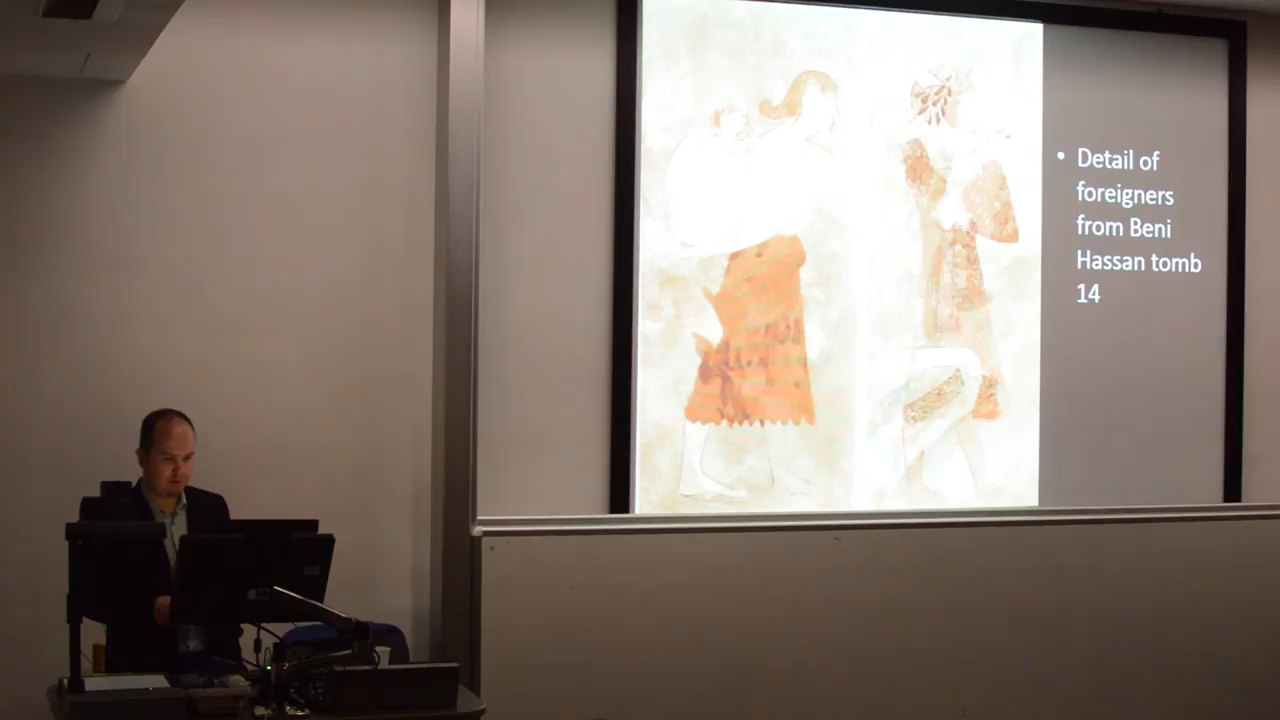 • Detail of
foreigners
from Beni
Hassan tomb
14